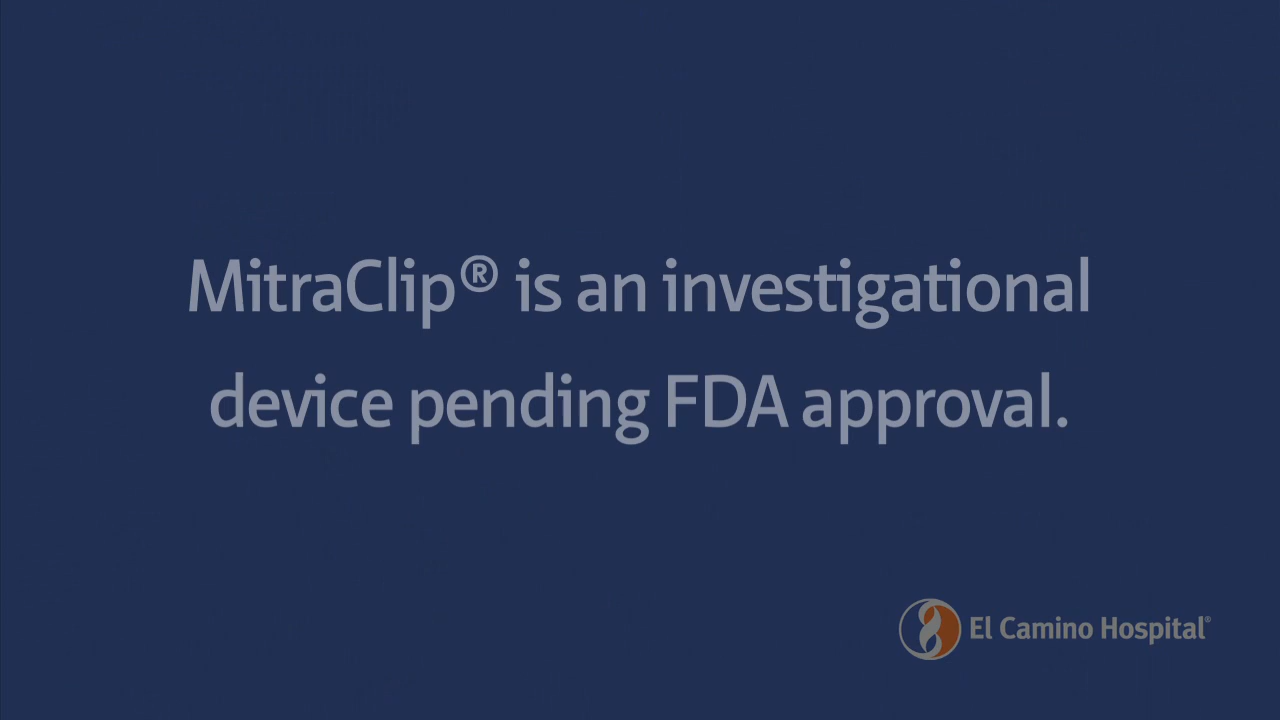 MitraClip® is an investigational
device pending FDA approval.
El Camino Hospital®